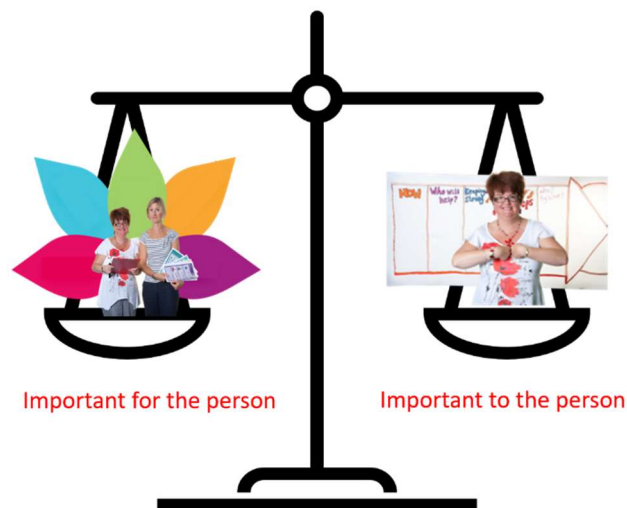 NOW
Who will help?
Important for the person
Important to the person